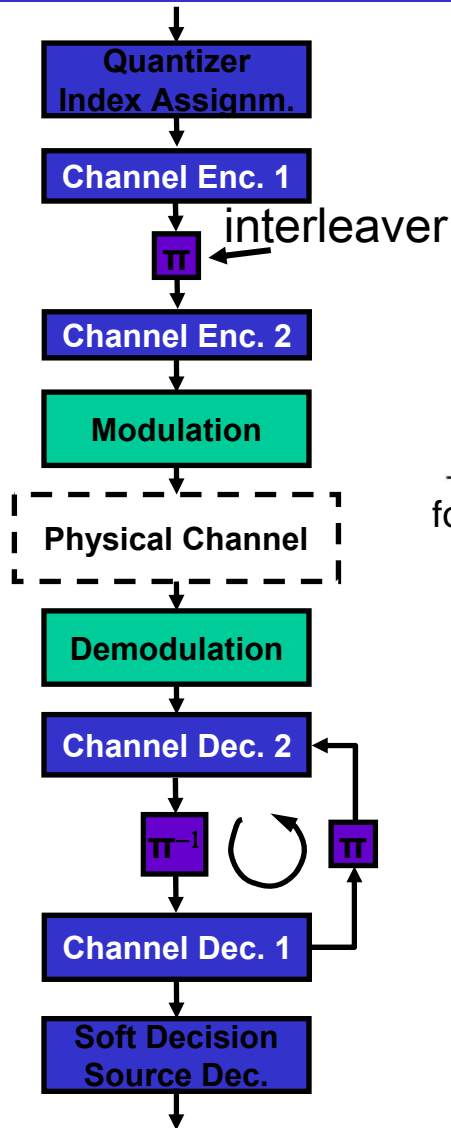 Quantizer
Index Assignm.
Channel Enc. 1
interleaver
π
Channel Enc. 2
Modulation
Physical Channel
fo
Demodulation
Channel Dec. 2
π⁻¹
π
Channel Dec. 1
Soft Decision
Source Dec.